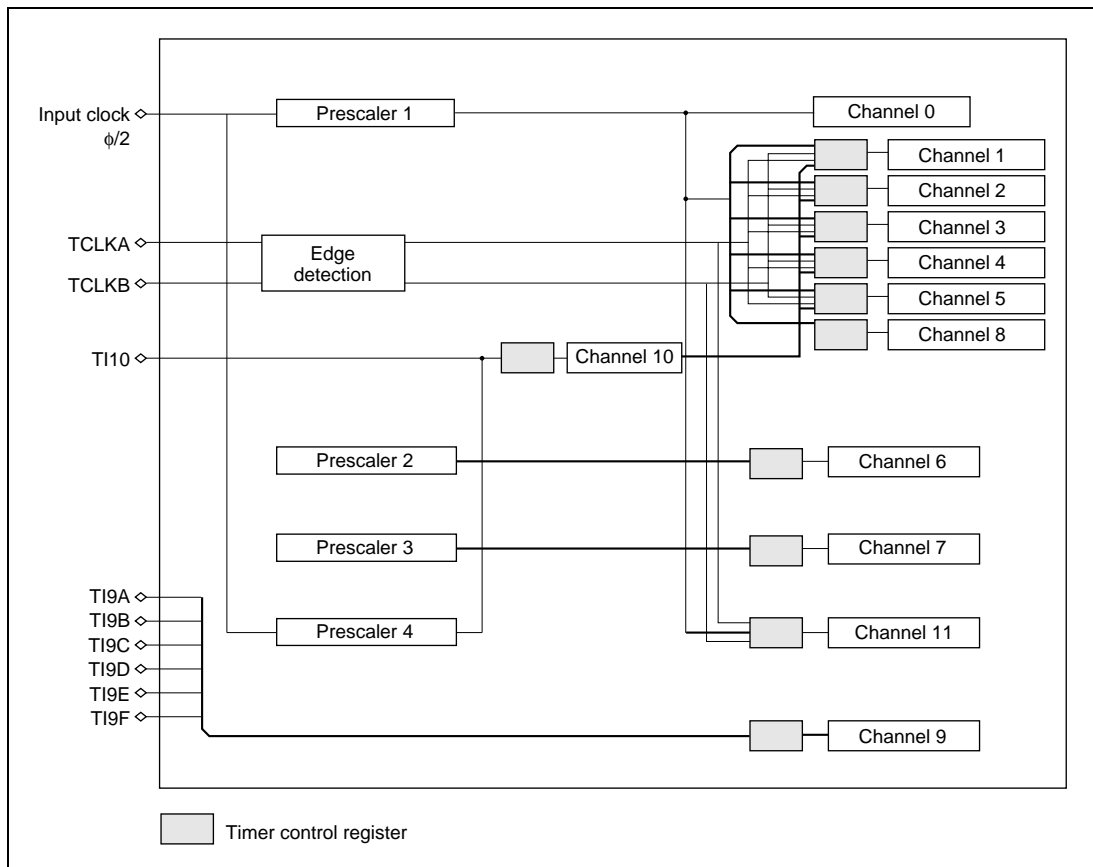 Input clock
ϕ/2
Prescaler 1
Channel 0
Channel 1
Channel 2
Channel 3
Channel 4
Channel 5
Channel 8
TCLKA
TCLKB
Edge
detection
TI10
Channel 10
Prescaler 2
Channel 6
Prescaler 3
Channel 7
TI9A
TI9B
TI9C
TI9D
TI9E
TI9F
Prescaler 4
Channel 11
Channel 9
Timer control register